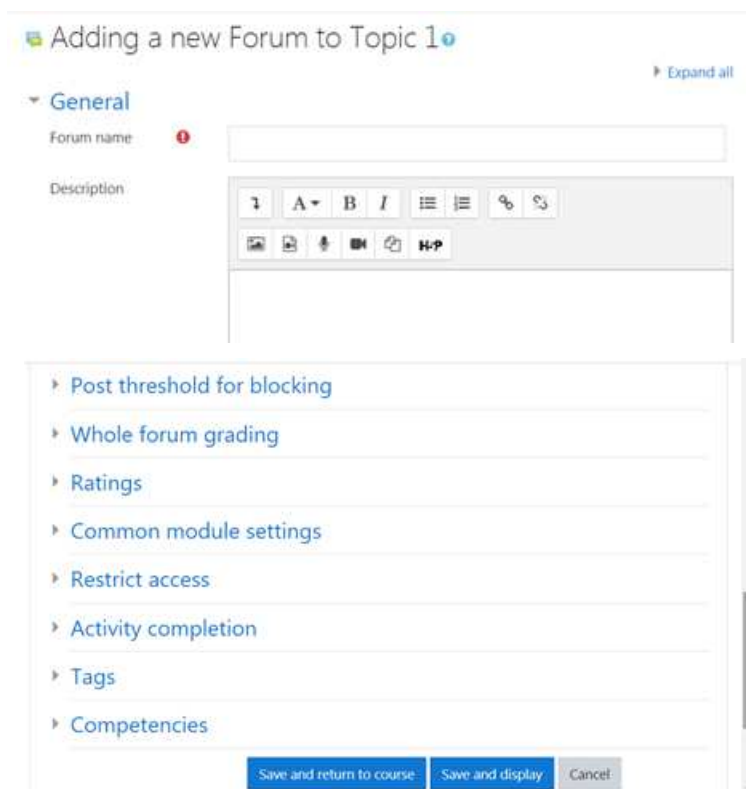 Adding a new Forum to Topic 1
Expand all
General
Forum name
Description
A B I
H-P
Post threshold for blocking
Whole forum grading
Ratings
Common module settings
Restrict access
Activity completion
Tags
Competencies
Save and return to course Save and display Cancel